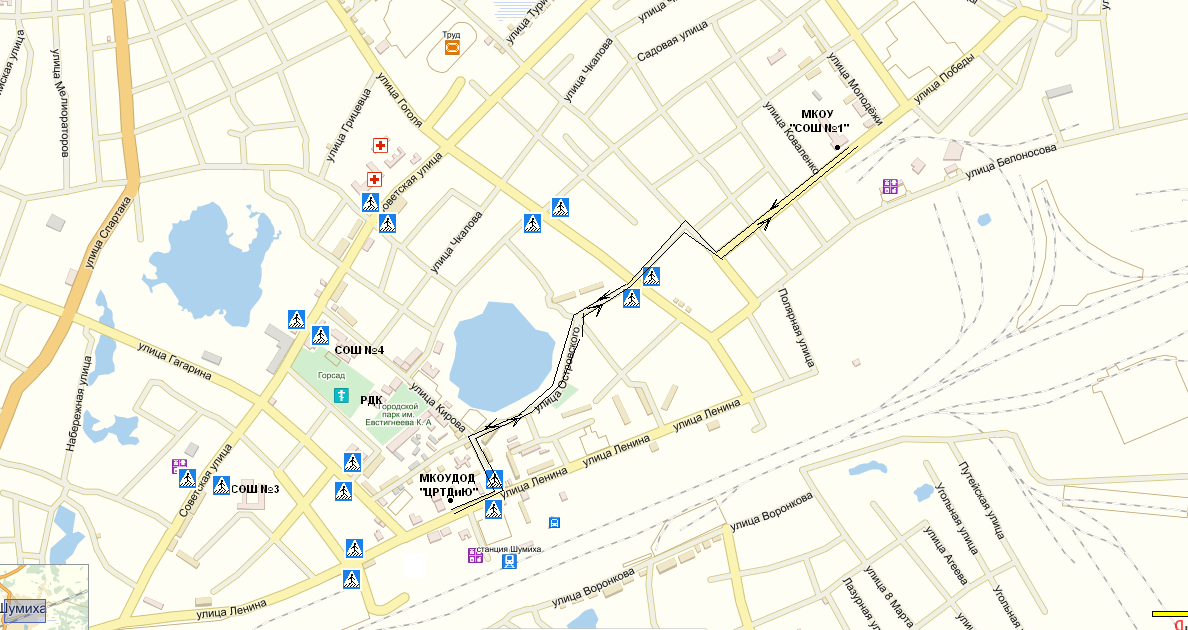 Труд
улица Чкалова
Садовая улица
улица Мелиораторов
улица Гоголя
улица Грицевца
улица Молодёжи
улица Победы
МКОУ
"СОШ №1"
улица Коваленко
улица Белоносова
Советская улица
улица Спартака
улица Чкалова
Полярная улица
улица Гагарина
СОШ №4
Горсад
РДК
Городской
парк им.
Евстигнеева К. А
улица Кирова
улица Островского
Набережная улица
улица Ленина
улица Ленина
улица Ленина
Советская улица
СОШ №3
МКОУДОД
"ЦРТДиЮ"
станция Шумиха
улица Воронкова
улица Воронкова
Путейская улица
Угольная улица
улица Агеева
улица 8 Марта
Лазурная ул
Угольная ул
улица Ленина
Шумиха